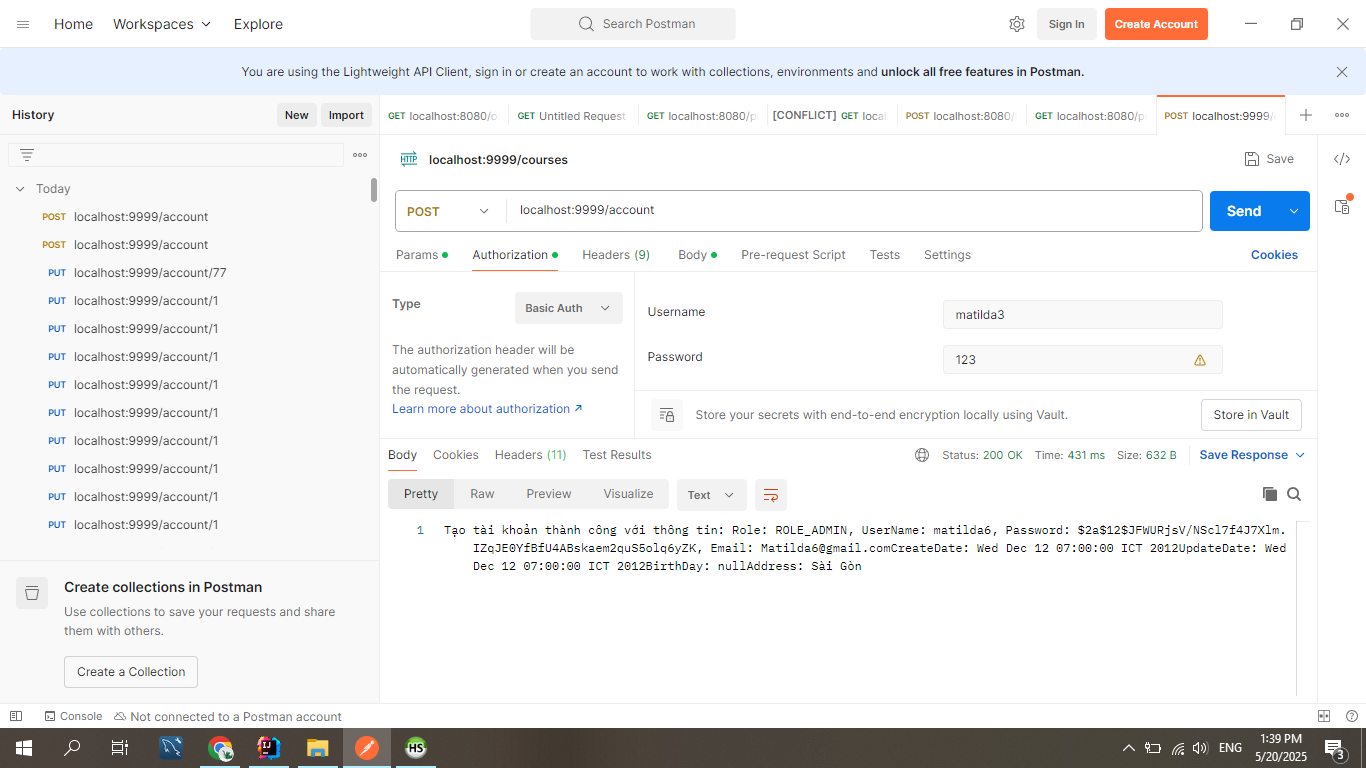 Home
Workspaces
Explore
Search Postman
Sign In
Create Account
You are using the Lightweight API Client, sign in or create an account to work with collections, environments and unlock all free features in Postman.
History
New
Import
GET localhost:8080/o
GET Untitled Request
GET localhost:8080/p
[CONFLICT] GET local
POST localhost:8080/
GET localhost:8080/p
POST localhost:9999/
HTTP
localhost:9999/courses
Save
Today
POST localhost:9999/account
POST localhost:9999/account
PUT localhost:9999/account/77
PUT localhost:9999/account/1
PUT localhost:9999/account/1
PUT localhost:9999/account/1
PUT localhost:9999/account/1
PUT localhost:9999/account/1
PUT localhost:9999/account/1
PUT localhost:9999/account/1
PUT localhost:9999/account/1
PUT localhost:9999/account/1
POST
localhost:9999/account
Send
Params
Authorization
Headers (9)
Body
Pre-request Script
Tests
Settings
Cookies
Type
Basic Auth
The authorization header will be
automatically generated when you send
the request.
Learn more about authorization ↗
Username
matilda3
Password
123
Store your secrets with end-to-end encryption locally using Vault.
Store in Vault
Body
Cookies
Headers (11)
Test Results
Status: 200 OK
Time: 431 ms
Size: 632 B
Save Response
Pretty
Raw
Preview
Visualize
Text
1
Tạo tài khoản thành công với thông tin: Role: ROLE_ADMIN, UserName: matilda6, Password: $2a$12$JFWURjsV/NScl7f4J7Xlm.
IZqJE0YfBfU4ABskaem2quS5olq6yZK, Email: Matilda6@gmail.comCreateDate: Wed Dec 12 07:00:00 ICT 2012UpdateDate: Wed
Dec 12 07:00:00 ICT 2012BirthDay: nullAddress: Sài Gòn
Create collections in Postman
Use collections to save your requests and share
them with others.
Create a Collection
Console
Not connected to a Postman account
IJ
HS
ENG
1:39 PM
5/20/2025
3